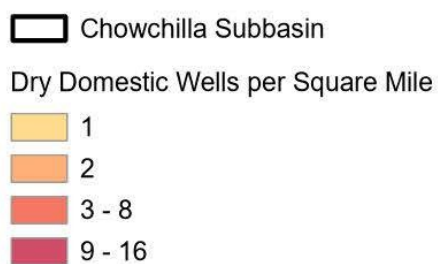 Chowchilla Subbasin
Dry Domestic Wells per Square Mile
1
2
3 - 8
9 - 16